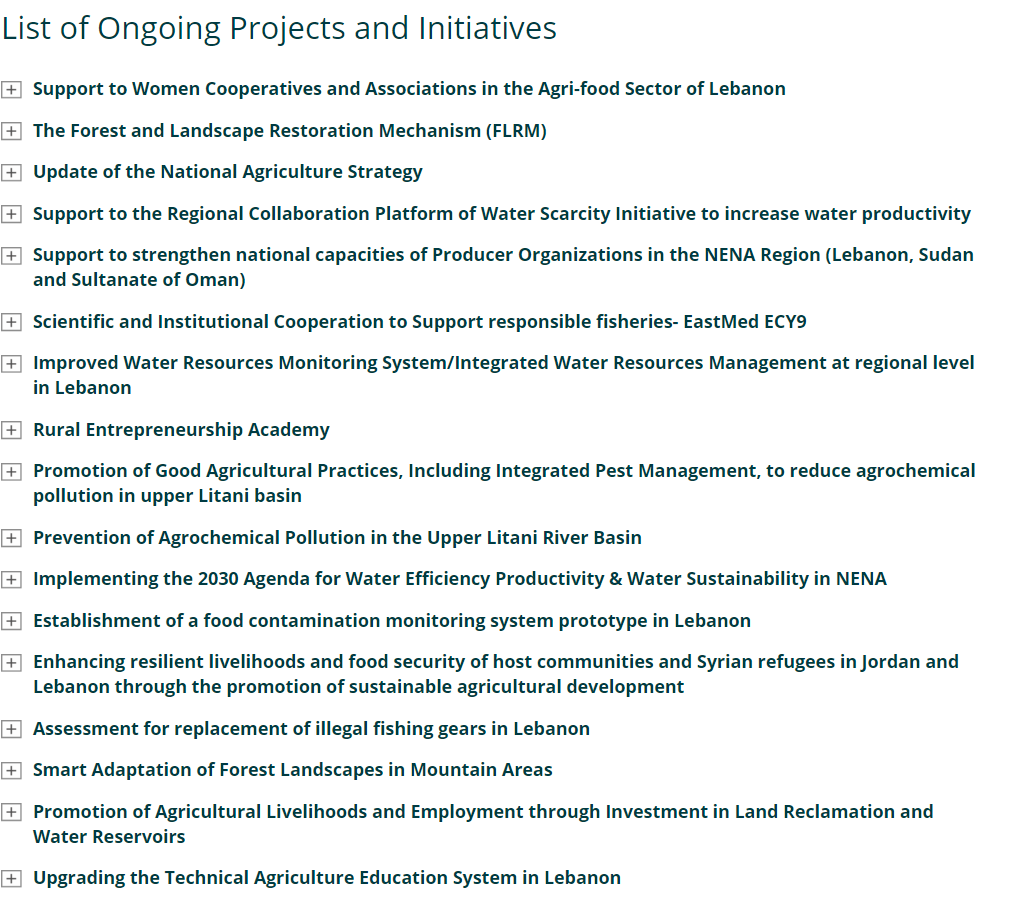 List of Ongoing Projects and Initiatives
Support to Women Cooperatives and Associations in the Agri-food Sector of Lebanon
The Forest and Landscape Restoration Mechanism (FLRM)
Update of the National Agriculture Strategy
Support to the Regional Collaboration Platform of Water Scarcity Initiative to increase water productivity
Support to strengthen national capacities of Producer Organizations in the NENA Region (Lebanon, Sudan
and Sultanate of Oman)
Scientific and Institutional Cooperation to Support responsible fisheries- EastMed ECY9
Improved Water Resources Monitoring System/Integrated Water Resources Management at regional level
in Lebanon
Rural Entrepreneurship Academy
Promotion of Good Agricultural Practices, Including Integrated Pest Management, to reduce agrochemical
pollution in upper Litani basin
Prevention of Agrochemical Pollution in the Upper Litani River Basin
Implementing the 2030 Agenda for Water Efficiency Productivity & Water Sustainability in NENA
Establishment of a food contamination monitoring system prototype in Lebanon
Enhancing resilient livelihoods and food security of host communities and Syrian refugees in Jordan and
Lebanon through the promotion of sustainable agricultural development
Assessment for replacement of illegal fishing gears in Lebanon
Smart Adaptation of Forest Landscapes in Mountain Areas
Promotion of Agricultural Livelihoods and Employment through Investment in Land Reclamation and
Water Reservoirs
Upgrading the Technical Agriculture Education System in Lebanon